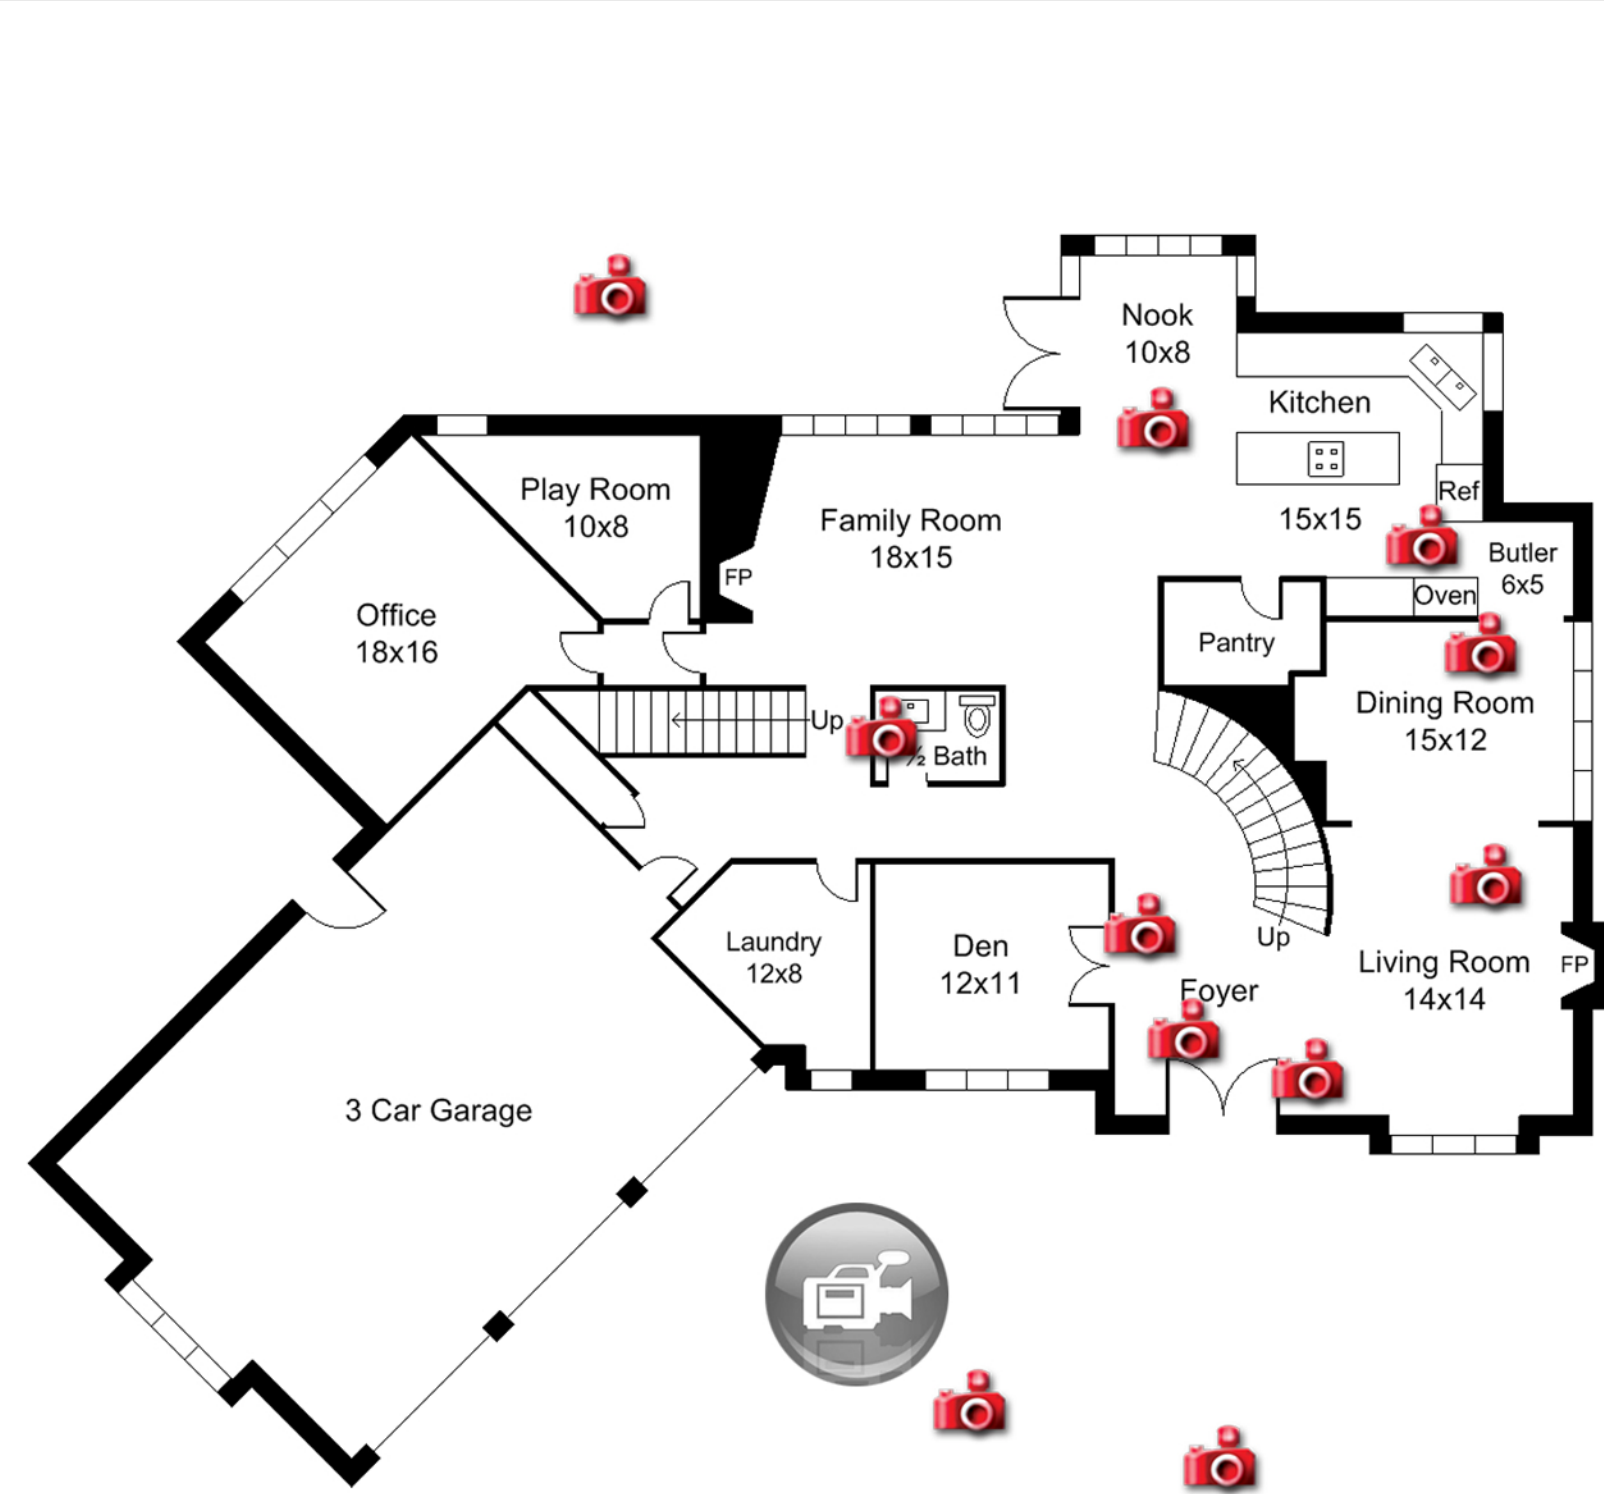 Nook
10x8
Kitchen
15x15
Ref
Play Room
10x8
Family Room
18x15
FP
Butler
6x5
Oven
Office
18x16
Pantry
Up
½ Bath
Dining Room
15x12
Laundry
12x8
Den
12x11
Up
Foyer
Living Room
14x14
FP
3 Car Garage